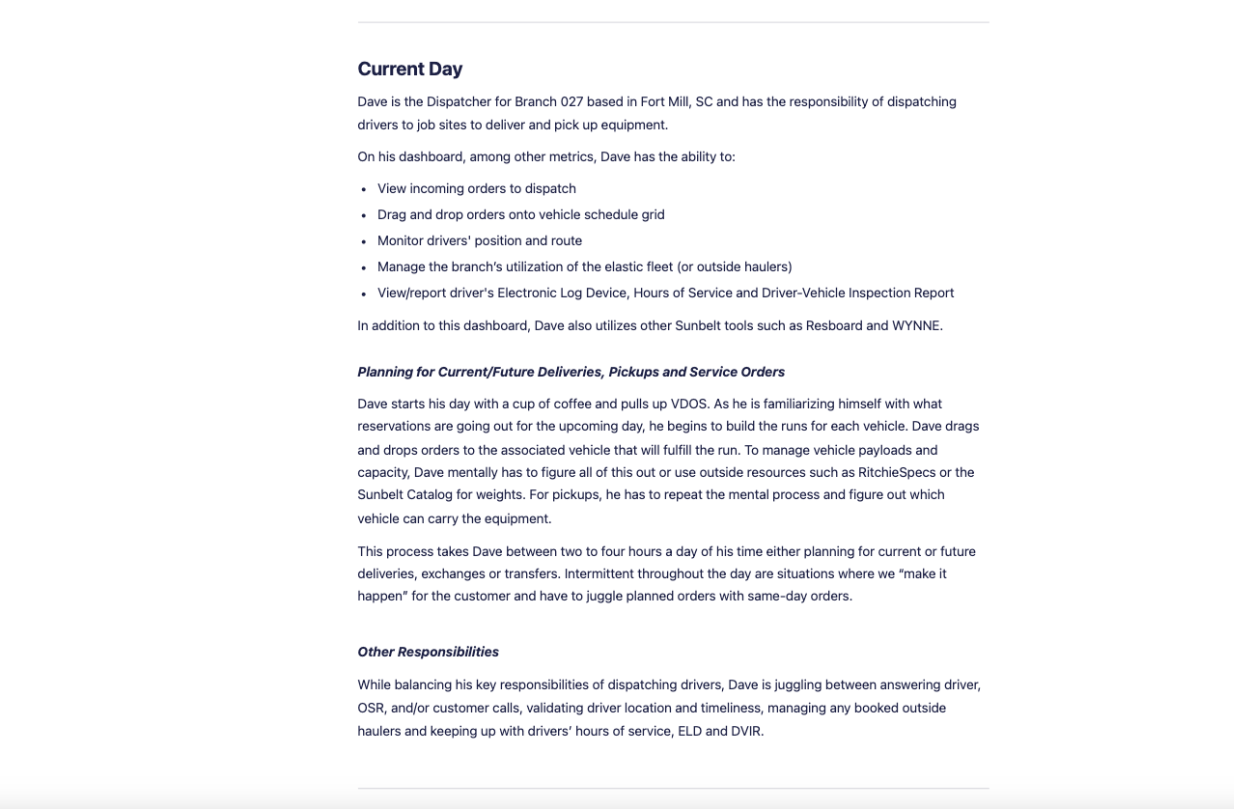 Current Day
Dave is the Dispatcher for Branch 027 based in Fort Mill, SC and has the responsibility of dispatching
drivers to job sites to deliver and pick up equipment.
On his dashboard, among other metrics, Dave has the ability to:
• View incoming orders to dispatch
• Drag and drop orders onto vehicle schedule grid
• Monitor drivers' position and route
• Manage the branch's utilization of the elastic fleet (or outside haulers)
• View/report driver's Electronic Log Device, Hours of Service and Driver-Vehicle Inspection Report
In addition to this dashboard, Dave also utilizes other Sunbelt tools such as Resboard and WYNNE.
Planning for Current/Future Deliveries, Pickups and Service Orders
Dave starts his day with a cup of coffee and pulls up VDOS. As he is familiarizing himself with what
reservations are going out for the upcoming day, he begins to build the runs for each vehicle. Dave drags
and drops orders to the associated vehicle that will fulfill the run. To manage vehicle payloads and
capacity, Dave mentally has to figure all of this out or use outside resources such as RitchieSpecs or the
Sunbelt Catalog for weights. For pickups, he has to repeat the mental process and figure out which
vehicle can carry the equipment.
This process takes Dave between two to four hours a day of his time either planning for current or future
deliveries, exchanges or transfers. Intermittent throughout the day are situations where we “make it
happen” for the customer and have to juggle planned orders with same-day orders.
Other Responsibilities
While balancing his key responsibilities of dispatching drivers, Dave is juggling between answering driver,
OSR, and/or customer calls, validating driver location and timeliness, managing any booked outside
haulers and keeping up with drivers’ hours of service, ELD and DVIR.